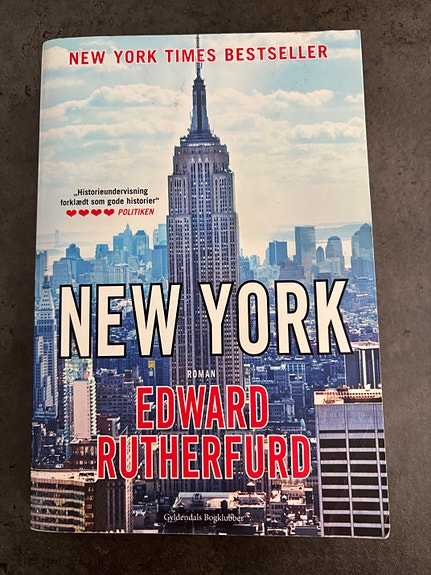 NEW YORK TIMES BESTSELLER
„Historieundervisning
forklædt som gode historier“
❤❤❤❤ POLITIKEN
NEW YORK
ROMAN
EDWARD
RUTHERFURD
Gyldendals Bogklubber